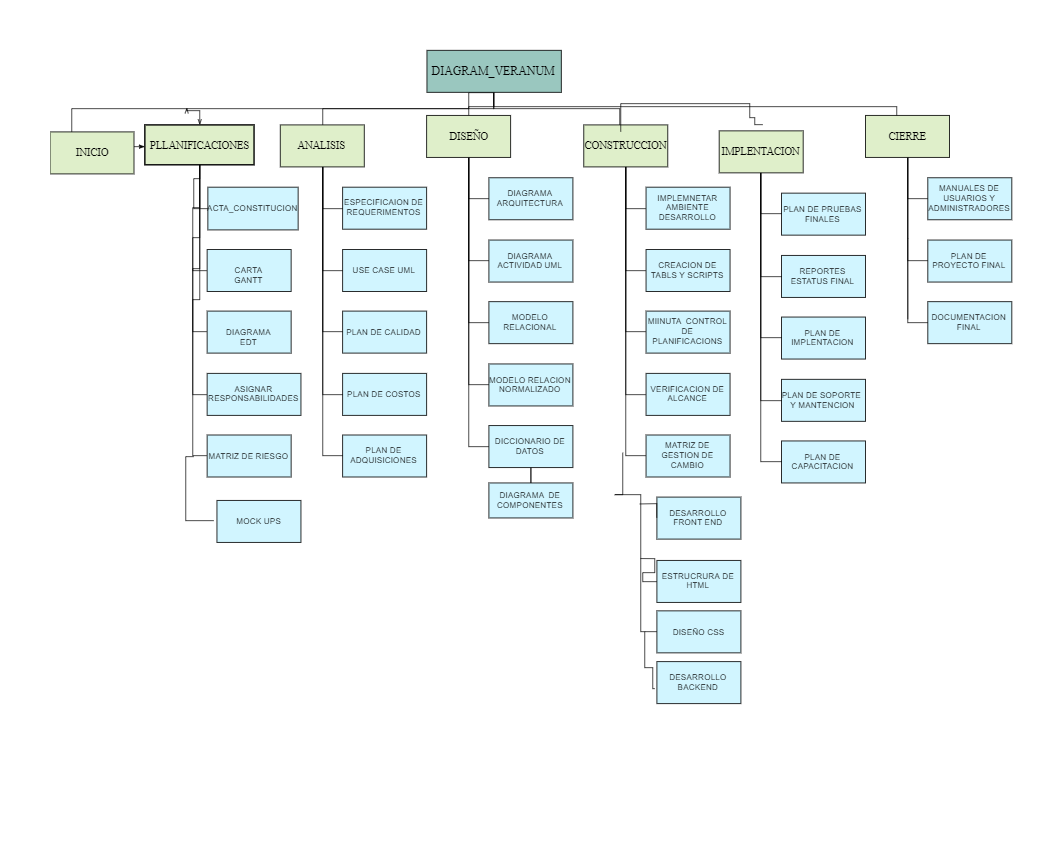 DIAGRAM_VERANUM
INICIO
PLLANIFICACIONES
ANALISIS
DISEÑO
CONSTRUCCION
IMPLENTACION
CIERRE
ACTA_CONSTITUCION
CARTA
GANTT
DIAGRAMA
EDT
ASIGNAR
RESPONSABILIDADES
MATRIZ DE RIESGO
MOCK UPS
ESPECIFICAION DE
REQUERIMENTOS
USE CASE UML
PLAN DE CALIDAD
PLAN DE COSTOS
PLAN DE
ADQUISICIONES
DIAGRAMA
ARQUITECTURA
DIAGRAMA
ACTIVIDAD UML
MODELO
RELACIONAL
MODELO RELACION
NORMALIZADO
DICCIONARIO DE
DATOS
DIAGRAMA DE
COMPONENTES
IMPLEMNETAR
AMBIENTE
DESARROLLO
CREACION DE
TABLS Y SCRIPTS
MIINUTA CONTROL
DE
PLANIFICACIONS
VERIFICACION DE
ALCANCE
MATRIZ DE
GESTION DE
CAMBIO
DESARROLLO
FRONT END
ESTRUCRURA DE
HTML
DISEÑO CSS
DESARROLLO
BACKEND
PLAN DE PRUEBAS
FINALES
REPORTES
ESTATUS FINAL
PLAN DE
IMPLENTACION
PLAN DE SOPORTE
Y MANTENCION
PLAN DE
CAPACITACION
MANUALES DE
USUARIOS Y
ADMINISTRADORES
PLAN DE
PROYECTO FINAL
DOCUMENTACION
FINAL